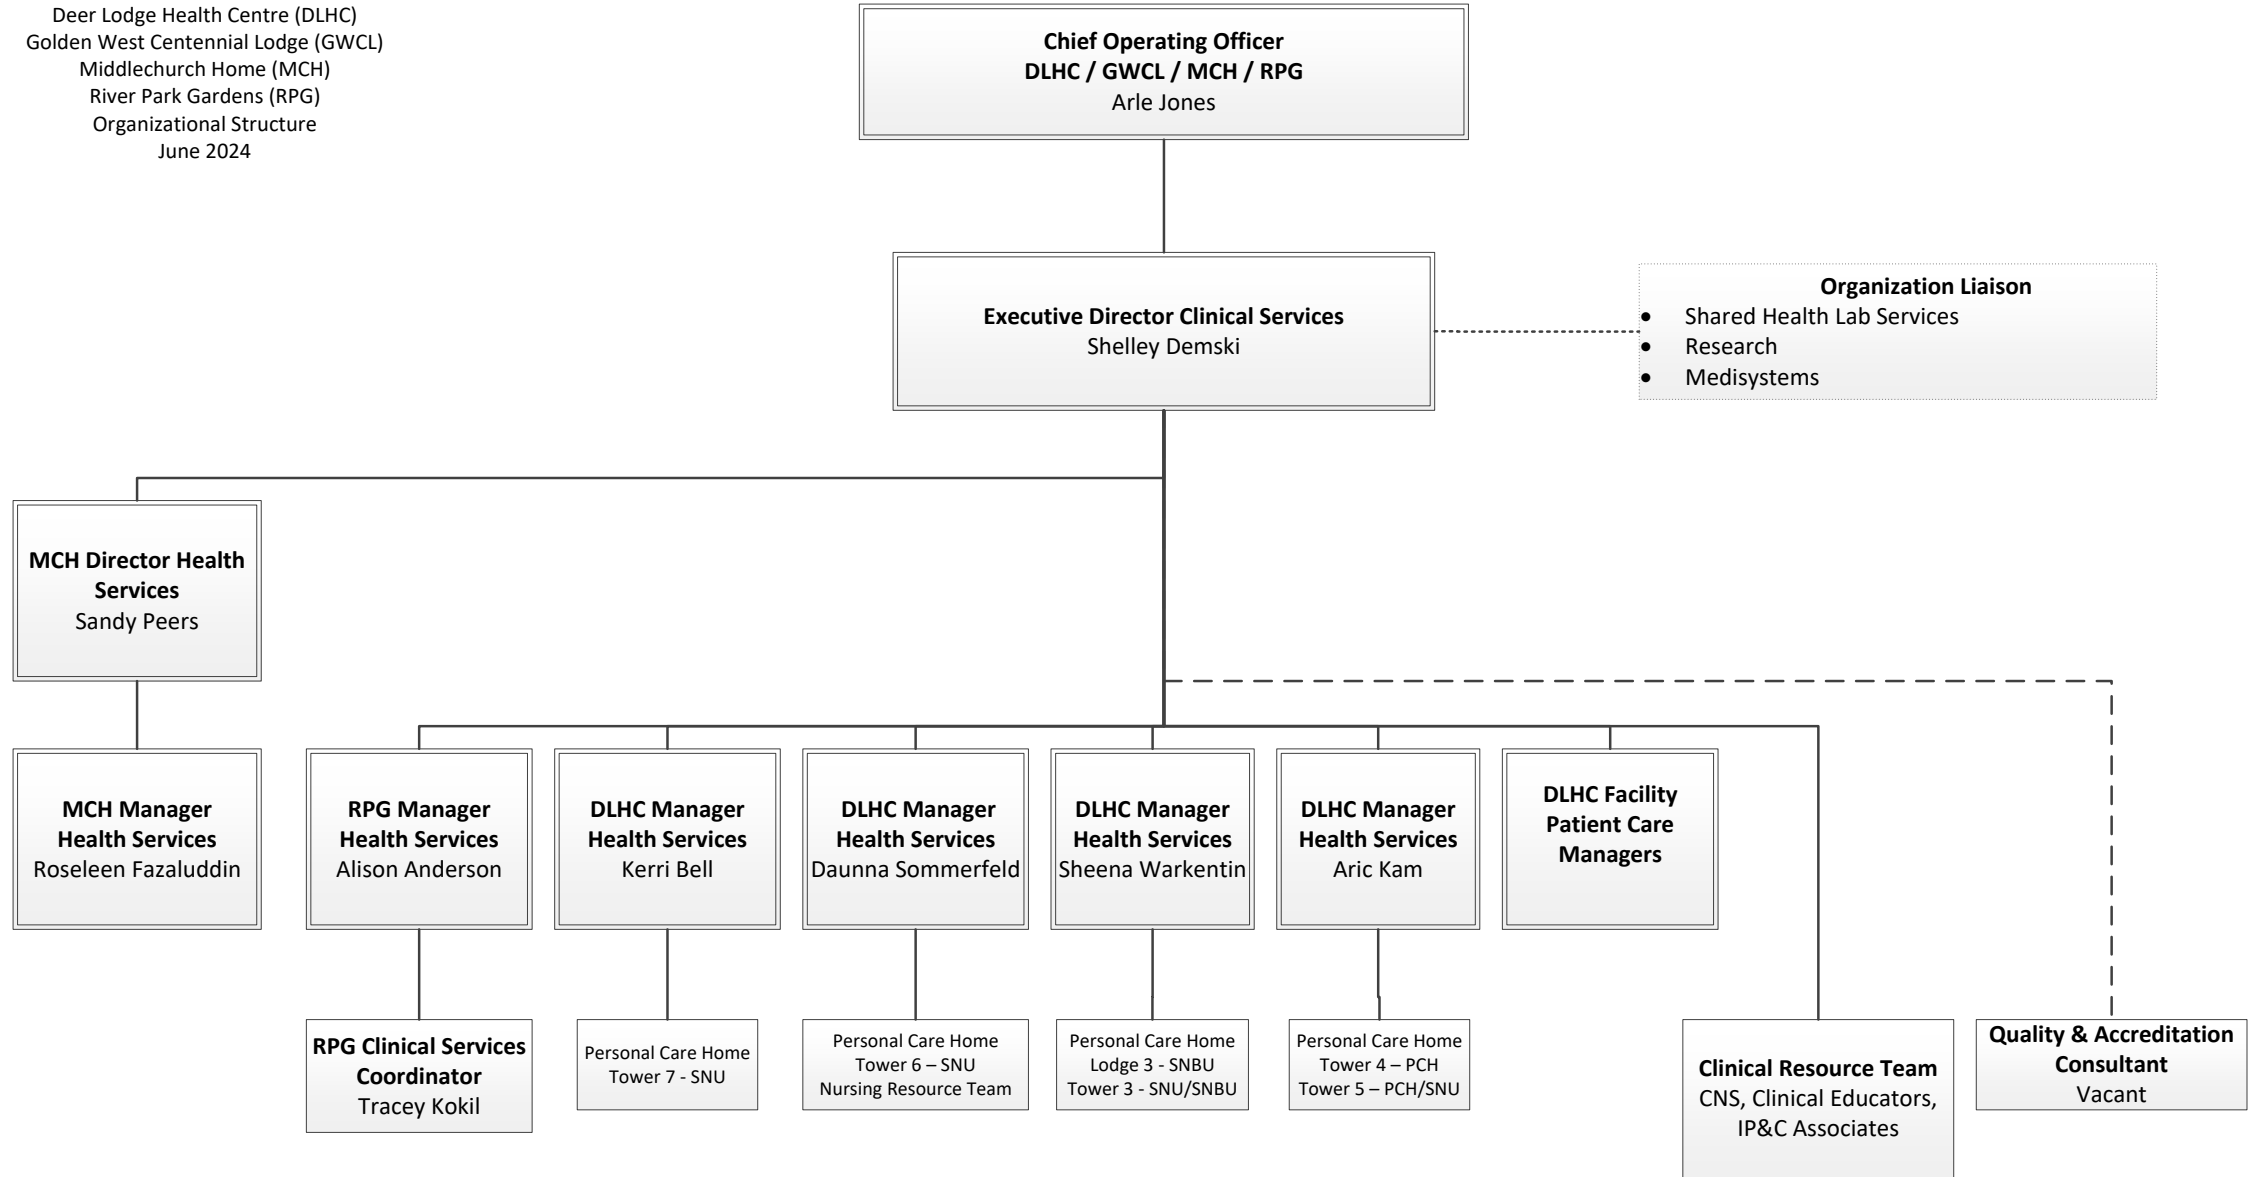 Deer Lodge Health Centre (DLHC)
Golden West Centennial Lodge (GWCL)
Middlechurch Home (MCH)
River Park Gardens (RPG)
Organizational Structure
June 2024
Chief Operating Officer
DLHC / GWCL / MCH / RPG
Arle Jones
Executive Director Clinical Services
Shelley Demski
Organization Liaison
• Shared Health Lab Services
• Research
• Medisystems
MCH Director Health
Services
Sandy Peers
MCH Manager
Health Services
Roseleen Fazaluddin
RPG Manager
Health Services
Alison Anderson
DLHC Manager
Health Services
Kerri Bell
DLHC Manager
Health Services
Daunna Sommerfeld
DLHC Manager
Health Services
Sheena Warkentin
DLHC Manager
Health Services
Aric Kam
DLHC Facility
Patient Care
Managers
RPG Clinical Services
Coordinator
Tracey Kokil
Personal Care Home
Tower 7 - SNU
Personal Care Home
Tower 6 – SNU
Nursing Resource Team
Personal Care Home
Lodge 3 - SNBU
Tower 3 - SNU/SNBU
Personal Care Home
Tower 4 – PCH
Tower 5 – PCH/SNU
Clinical Resource Team
CNS, Clinical Educators,
IP&C Associates
Quality & Accreditation
Consultant
Vacant